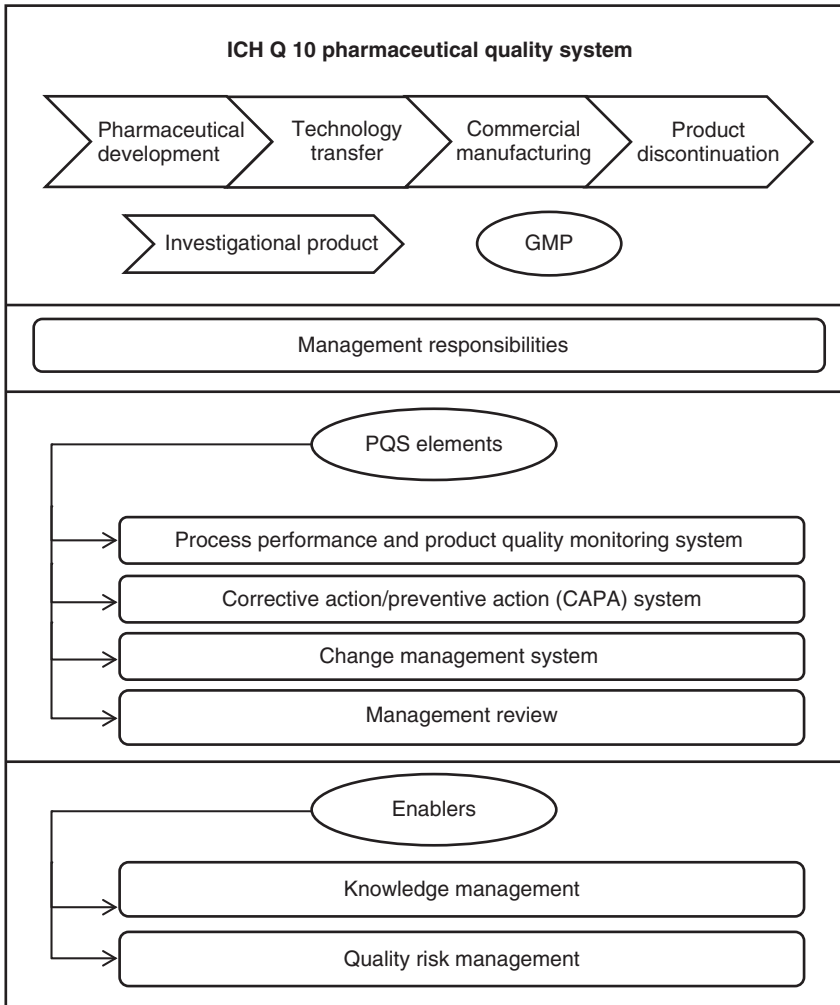 ICH Q 10 pharmaceutical quality system
Pharmaceutical
development
Technology
transfer
Commercial
manufacturing
Product
discontinuation
Investigational product
GMP
Management responsibilities
PQS elements
Process performance and product quality monitoring system
Corrective action/preventive action (CAPA) system
Change management system
Management review
Enablers
Knowledge management
Quality risk management